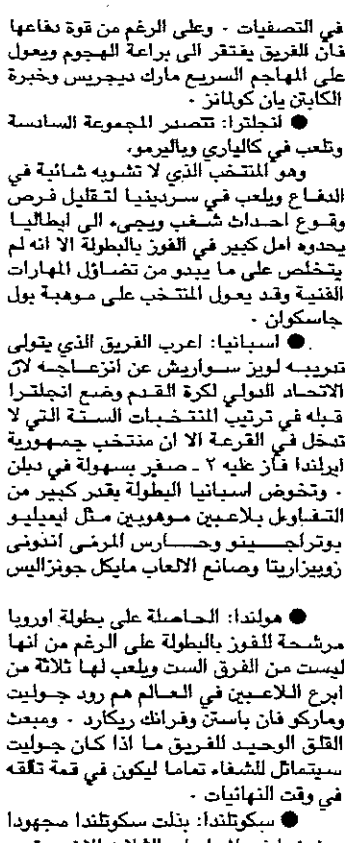 في التصفيات . وعلى الرغم من قوة دفاعها
فان الفريق يفتقر الى براعة الهجوم ويعول
على المهاجم السريع مارك ديجريس وخبرة
الكابتن يان كولمانز .
● انجلترا: تتصدر المجموعة السادسة
وتلعب في كالياري وباليرمو.
وهو المنتخب الذي لا تشوبه شائبة في
الدفاع ويلعب في سردينيا لتقليل فرص
وقوع احداث شغب ويجيء الى ايطاليا
يحدوه امل كبير في الفوز بالبطولة الا انه لم
يتخلص على ما يبدو من تضاؤل المهارات
الفنية وقد يعول المنتخب على موهبة بول
جاسكوان .
● اسبانيا: اعرب الفريق الذي يتولى
تدريبه لويز سواريش عن انزعاجه لان
الاتحاد الدولي لكرة القدم وضع انجلترا
قبله في ترتيب المنتخبات الستة التي لا
تدخل في القرعة الا ان منتخب جمهورية
ايرلندا فاز عليه ٢ - صفر بسهولة في دبلن
. وتخوض اسبانيا البطولة بقدر كبير من
التفاؤل بلاعبين موهوبين مثل ايميليو
بوتراجينو وحارس المرمى اندونى
زوبيزاريتا وصانع الالعاب مايكل جونزاليس
● هولندا: الحاصلة على بطولة اوروبا
مرشحة للفوز بالبطولة على الرغم من انها
ليست من الفرق الست ويلعب لها ثلاثة من
ابرع اللاعبين في العالم هم رود جوليت
وماركو فان باستن وفرانك ريكارد . ومبعث
القلق الوحيد للفريق ما اذا كان جوليت
سيتماثل للشفاء تماما ليكون في قمة تالقه
في وقت النهائيات .
● سكوتلندا: بذلت سكوتلندا مجهودا